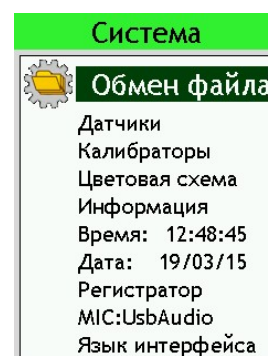 Система
Обмен файла
Датчики
Калибраторы
Цветовая схема
Информация
Время: 12:48:45
Дата: 19/03/15
Регистратор
MIC:UsbAudio
Язык интерфейса